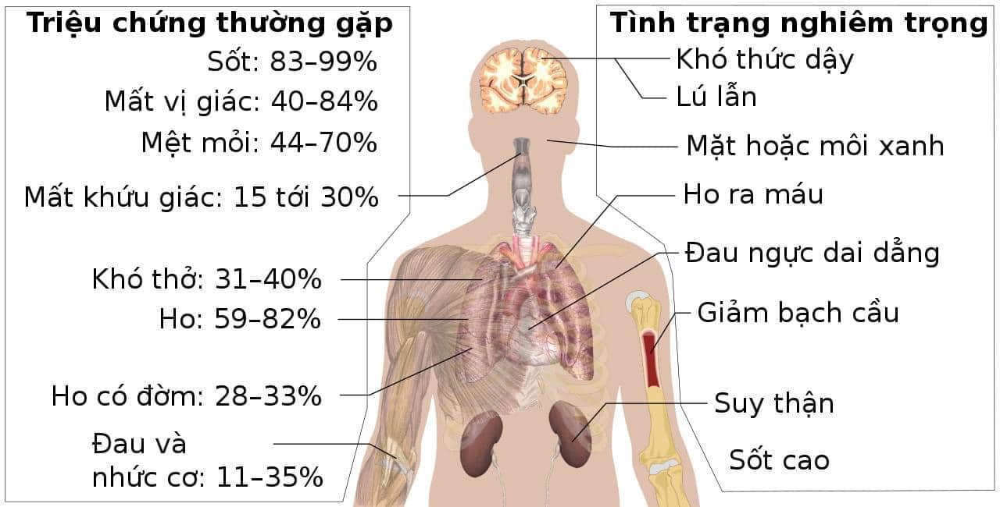 Triệu chứng thường gặp
Sốt: 83–99%
Mất vị giác: 40–84%
Mệt mỏi: 44–70%
Mất khứu giác: 15 tới 30%
Khó thở: 31–40%
Ho: 59–82%
Ho có đờm: 28–33%
Đau và
nhức cơ: 11–35%
Tình trạng nghiêm trọng
Khó thức dậy
Lú lẫn
Mặt hoặc môi xanh
Ho ra máu
Đau ngực dai dẳng
Giảm bạch cầu
Suy thận
Sốt cao